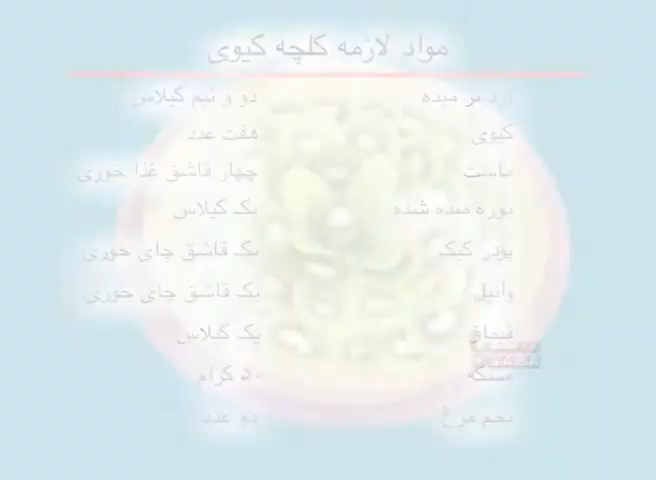 مواد لازمه کلچه کیوی
آرد تر میده دو و نیم گیلاس
کیوی هفت عدد
ماست چهار قاشق غذا خوری
بوره میده شده یک گیلاس
پودر کیک یک قاشق چای خوری
وانیل یک قاشق چای خوری
قیماق یک گیلاس
مسکه ۵۰ گرام
تخم مرغ دو عدد